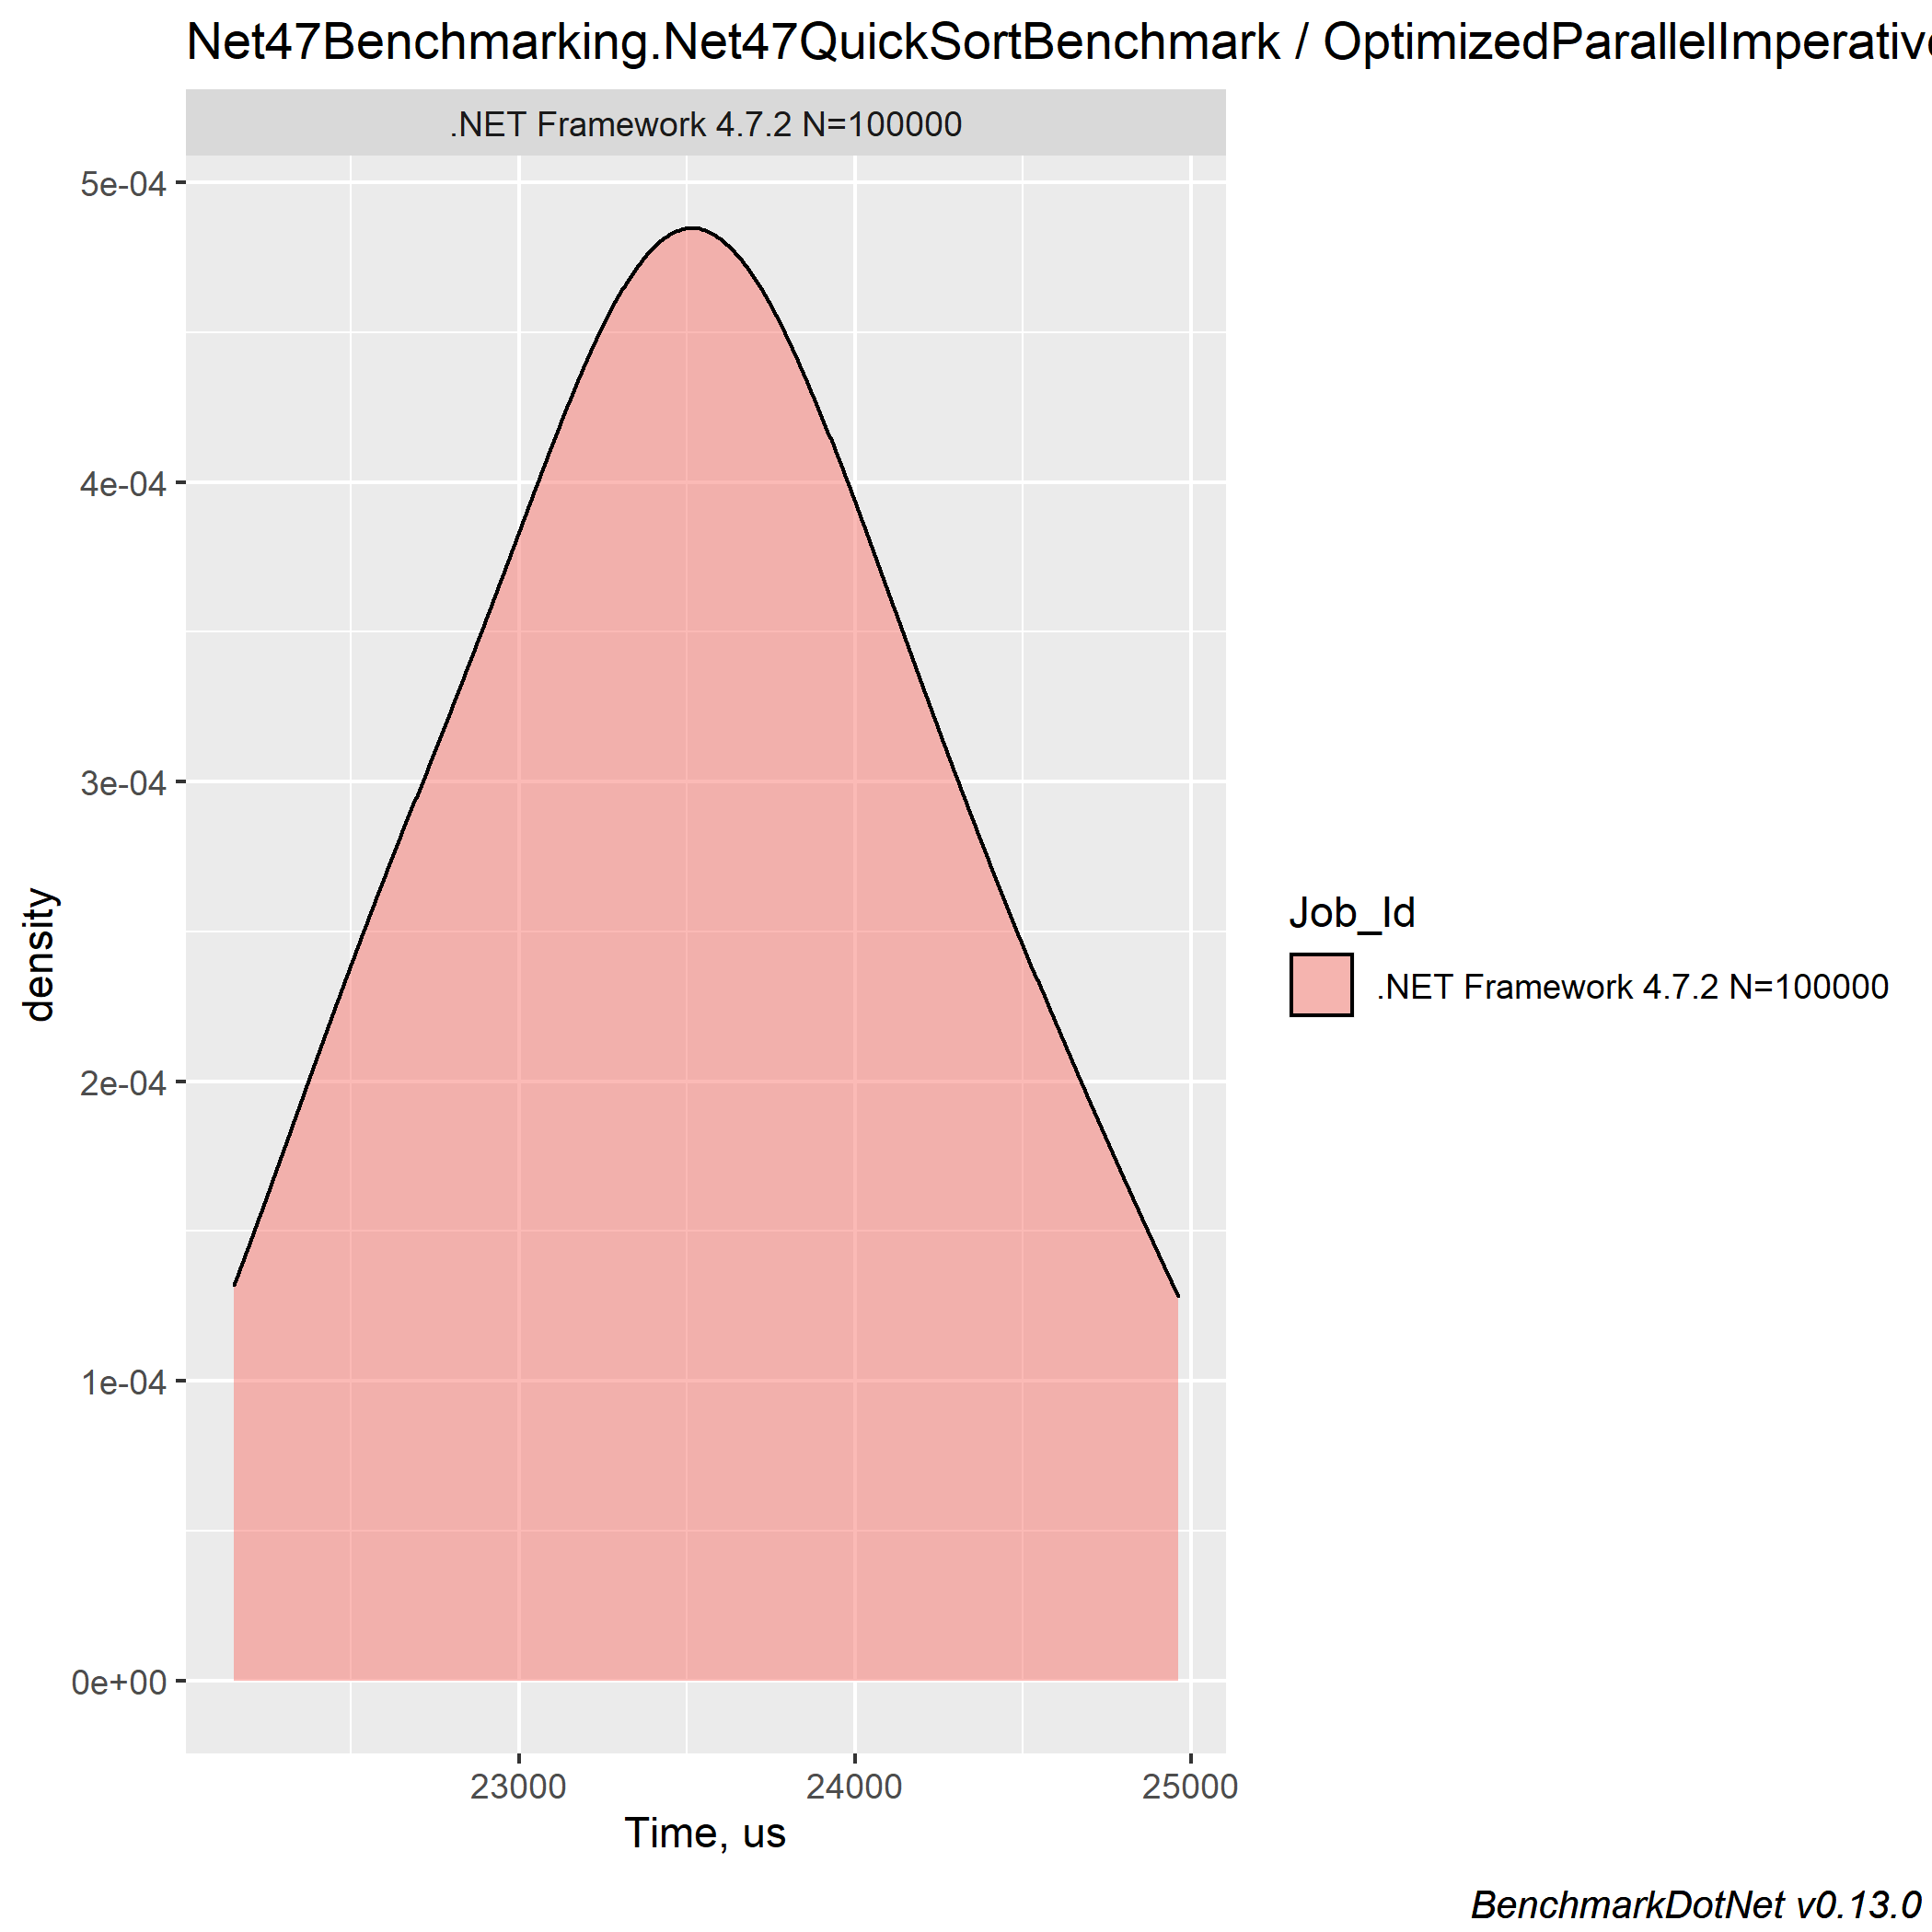 Net47Benchmarking.Net47QuickSortBenchmark / OptimizedParallelImperative
.NET Framework 4.7.2 N=100000
5e-04
4e-04
3e-04
2e-04
1e-04
0e+00
density
23000 24000 25000
Time, us
Job_Id
.NET Framework 4.7.2 N=100000
BenchmarkDotNet v0.13.0